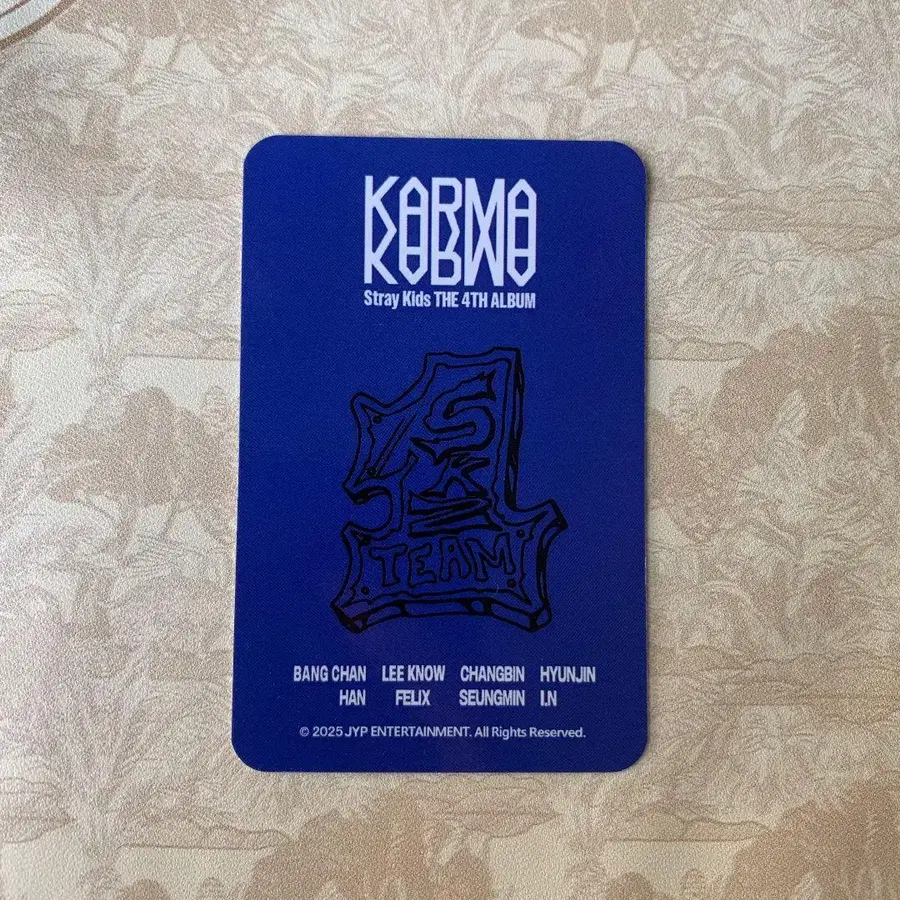 KARMA
Stray Kids THE 4TH ALBUM
SKZ
TEAM
BANG CHAN LEE KNOW CHANGBIN HYUNJIN
HAN FELIX SEUNGMIN I.N
© 2025 JYP ENTERTAINMENT. All Rights Reserved.